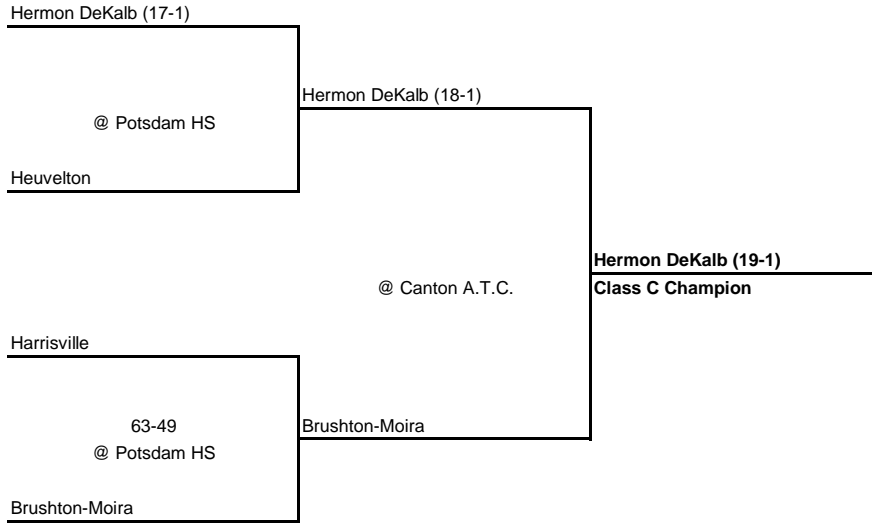 Hermon DeKalb (17-1)
Hermon DeKalb (18-1)
@ Potsdam HS
Heuvelton
Hermon DeKalb (19-1)
@ Canton A.T.C.
Class C Champion
Harrisville
63-49
Brushton-Moira
@ Potsdam HS
Brushton-Moira